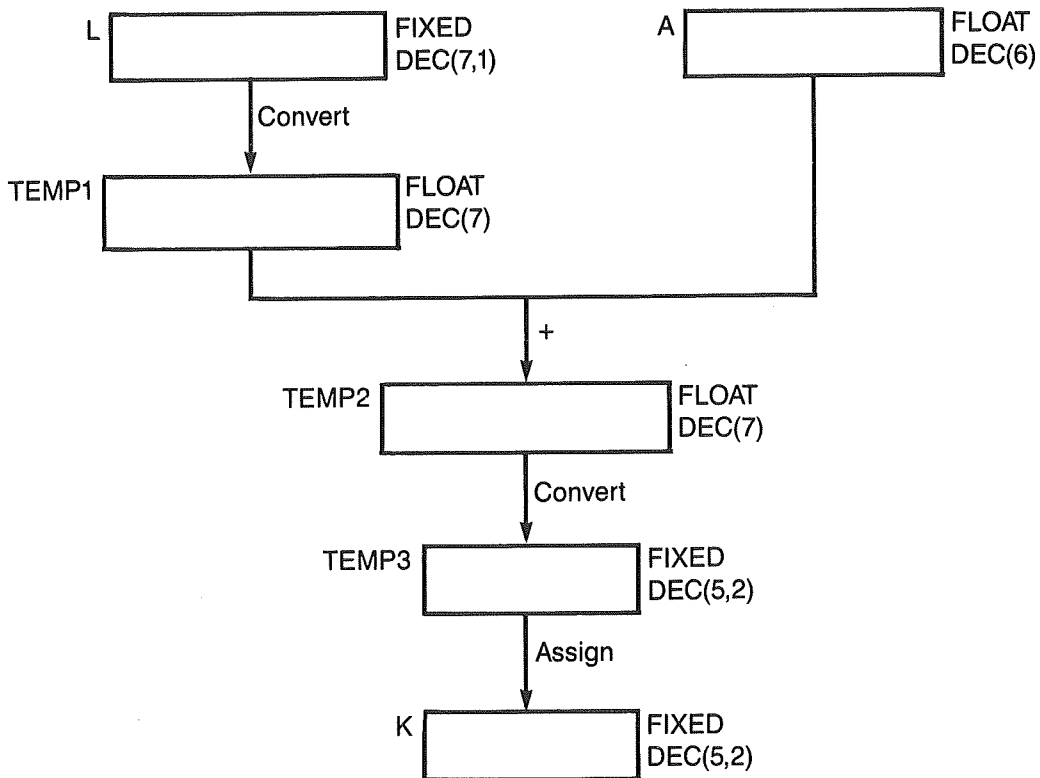 L
FIXED
DEC(7,1)
A
FLOAT
DEC(6)
Convert
TEMP1
FLOAT
DEC(7)
+
TEMP2
FLOAT
DEC(7)
Convert
TEMP3
FIXED
DEC(5,2)
Assign
K
FIXED
DEC(5,2)